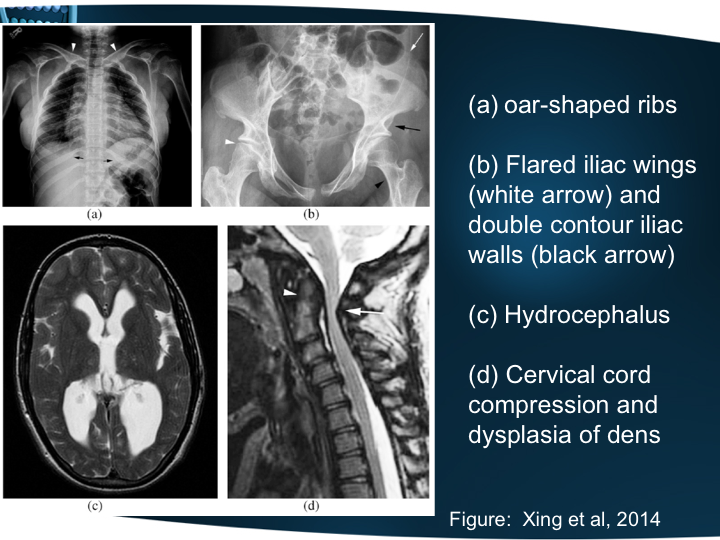 (a) oar-shaped ribs
(b) Flared iliac wings
(white arrow) and
double contour iliac
walls (black arrow)
(c) Hydrocephalus
(d) Cervical cord
compression and
dysplasia of dens
(a)
(b)
(c)
(d)
Figure: Xing et al, 2014